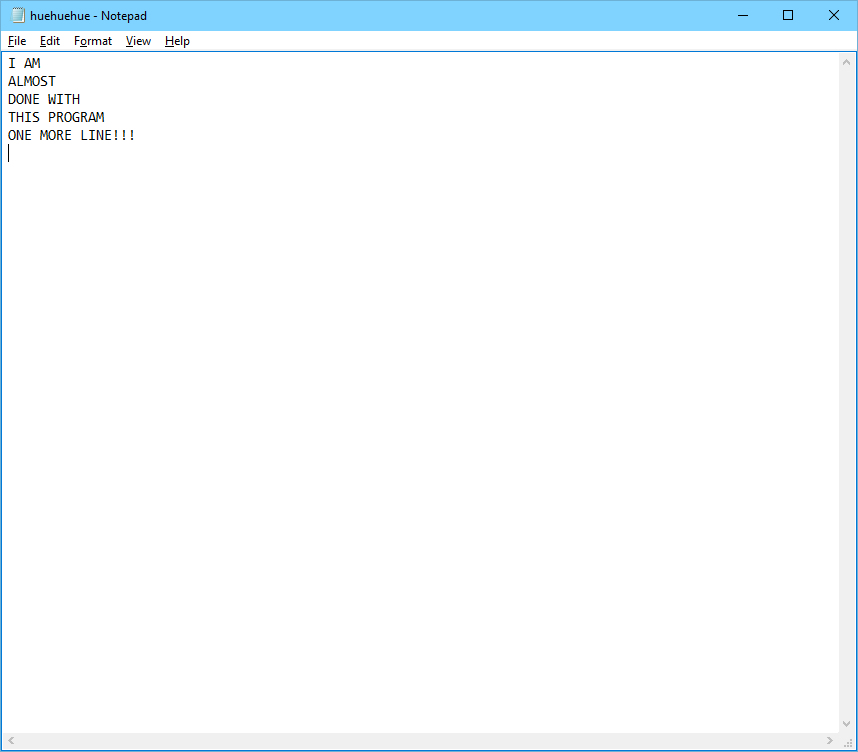 huehuehue - Notepad
File Edit Format View Help
I AM
ALMOST
DONE WITH
THIS PROGRAM
ONE MORE LINE!!!